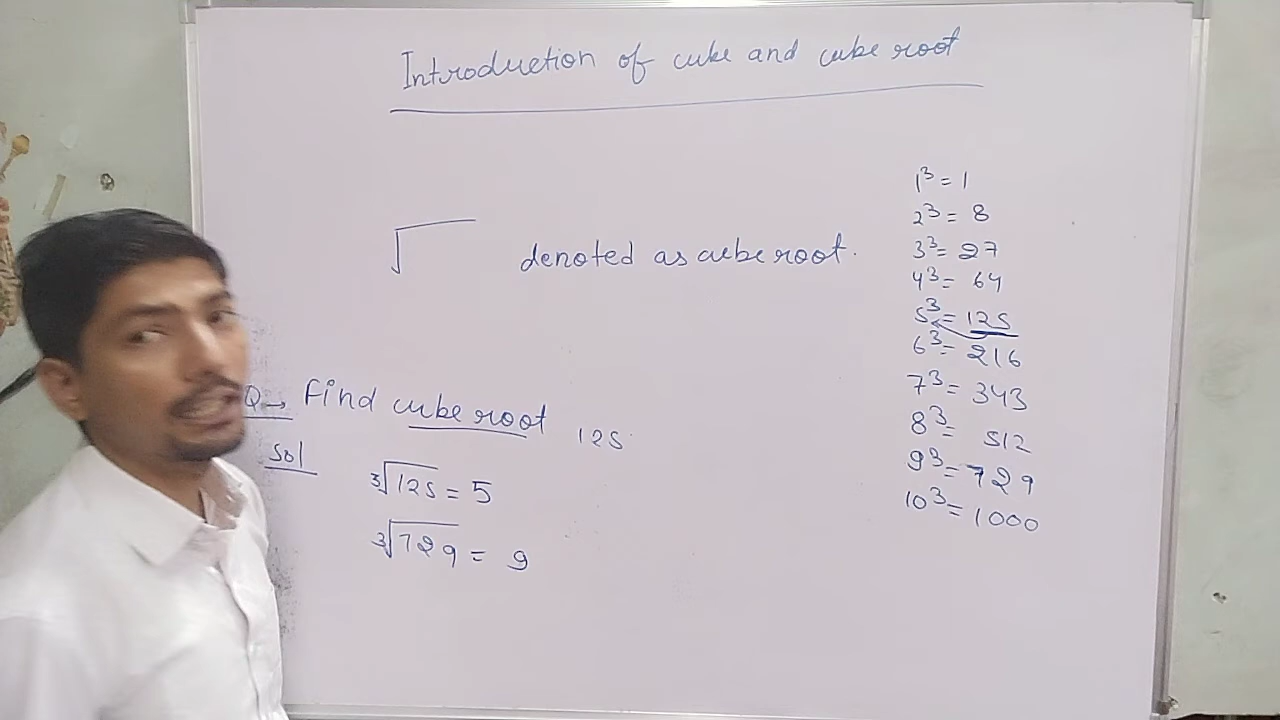 Introduction of cube and cube root
√ denoted as cube root.
1³ = 1
2³ = 8
3³ = 27
4³ = 64
5³ = 125
6³ = 216
7³ = 343
8³ = 512
9³ = 729
10³ = 1000
Q→ Find cube root 125
Sol
∛125 = 5
∛729 = 9